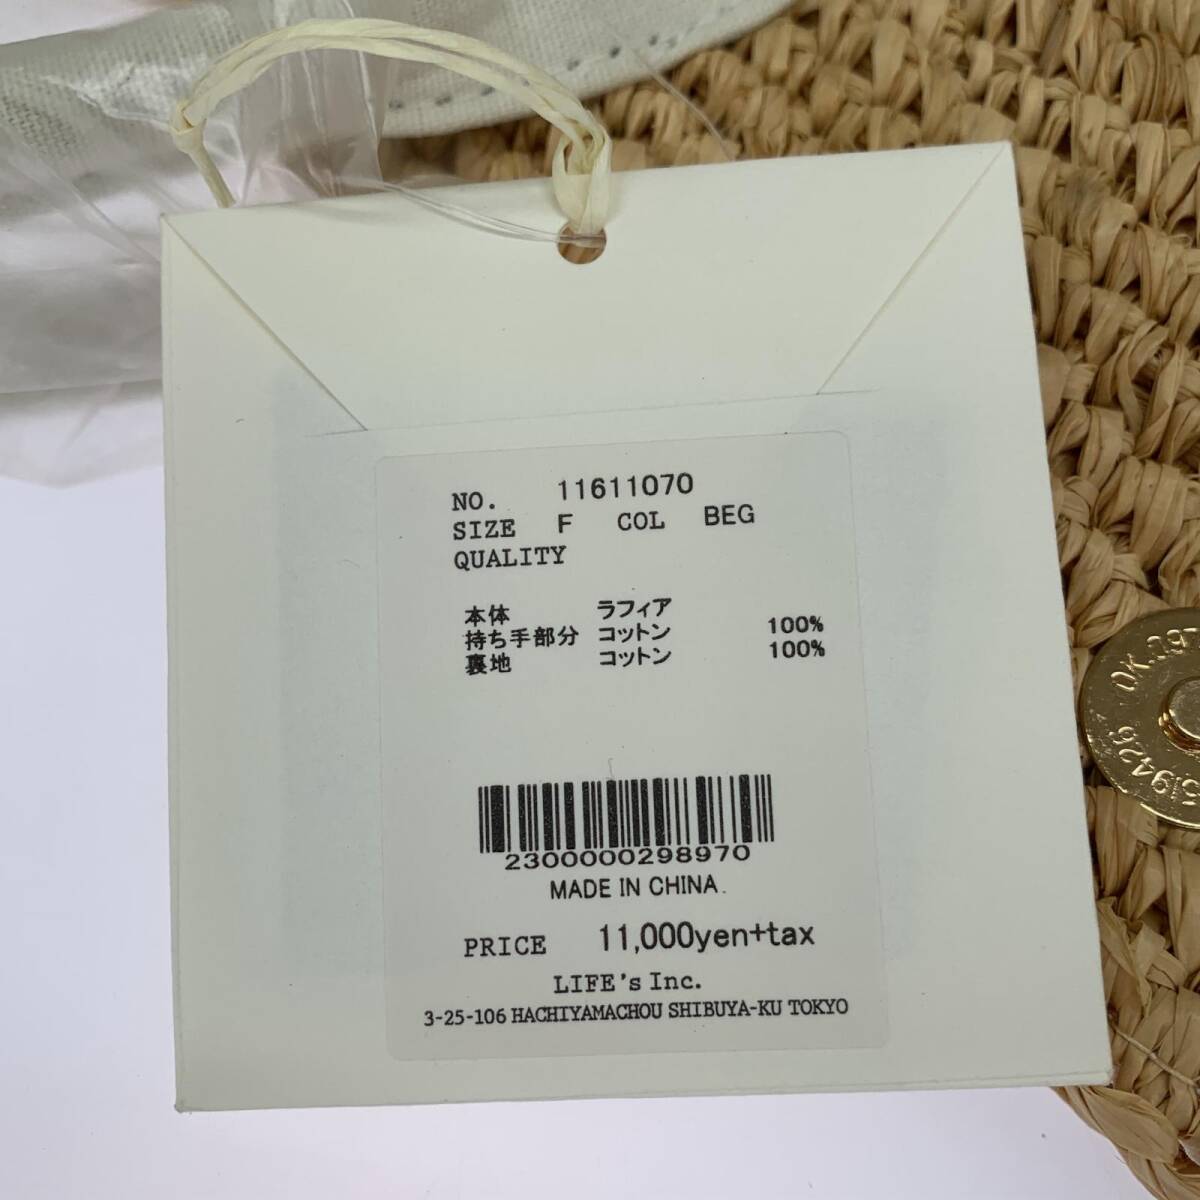 NO. 11611070
SIZE F COL BEG
QUALITY
本体 ラフィア
持ち手部分 コットン 100%
裏地 コットン 100%
2300000298970
MADE IN CHINA.
PRICE 11,000yen+tax
LIFE's Inc.
3-25-106 HACHIYAMACHOU SHIBUYA-KU TOKYO